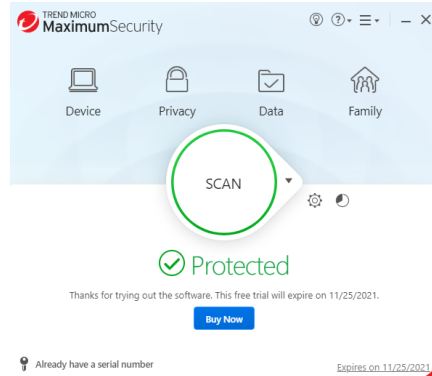 TREND MICRO
MaximumSecurity
Device
Privacy
Data
Family
SCAN
Protected
Thanks for trying out the software. This free trial will expire on 11/25/2021.
Buy Now
Already have a serial number
Expires on 11/25/2021